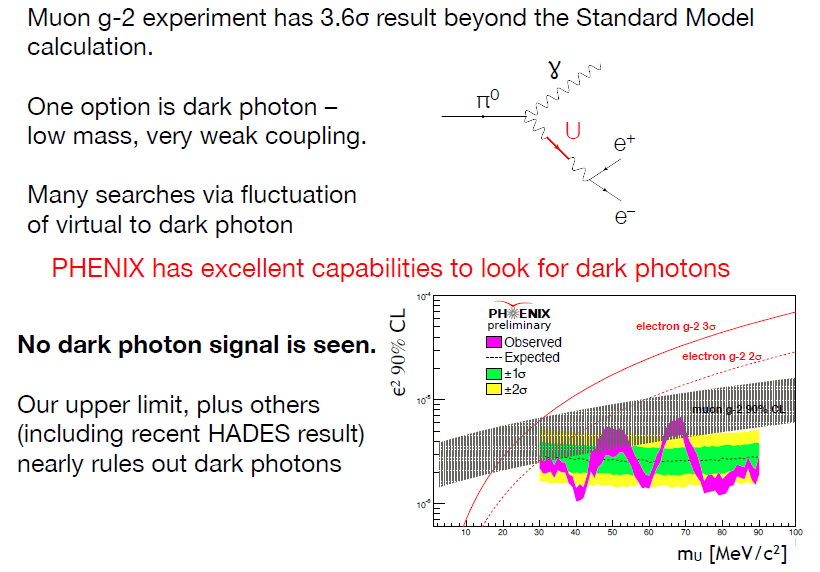 Muon g-2 experiment has 3.6σ result beyond the Standard Model
calculation.
One option is dark photon –
low mass, very weak coupling.
Many searches via fluctuation
of virtual to dark photon
π⁰
γ
U
e⁺
e⁻
PHENIX has excellent capabilities to look for dark photons
No dark photon signal is seen.
Our upper limit, plus others
(including recent HADES result)
nearly rules out dark photons
ϵ² 90% CL
10⁻⁴
10⁻⁵
10⁻⁶
PHENIX
preliminary
Observed
Expected
±1σ
±2σ
electron g-2 3σ
electron g-2 2σ
muon g-2 90% CL
10 20 30 40 50 60 70 80 90 100
mU [MeV/c²]